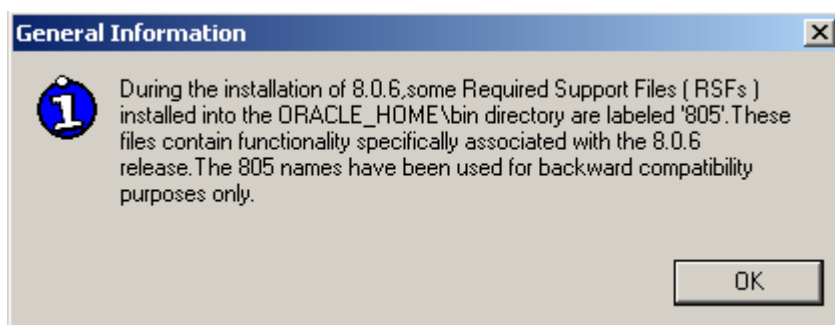 General Information
During the installation of 8.0.6,some Required Support Files ( RSFs )
installed into the ORACLE_HOME\bin directory are labeled '805'.These
files contain functionality specifically associated with the 8.0.6
release.The 805 names have been used for backward compatibility
purposes only.
OK